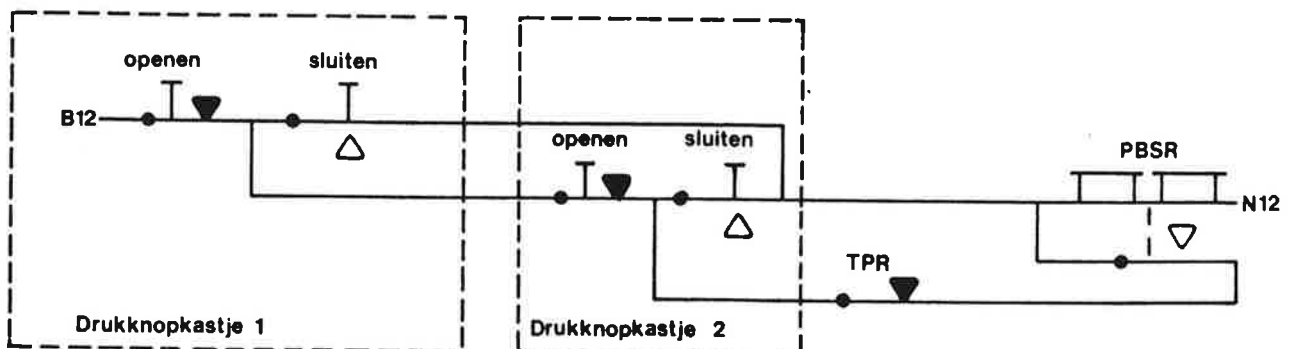 openen
sluiten
B12
openen
sluiten
PBSR
N12
TPR
Drukknopkastje 1
Drukknopkastje 2